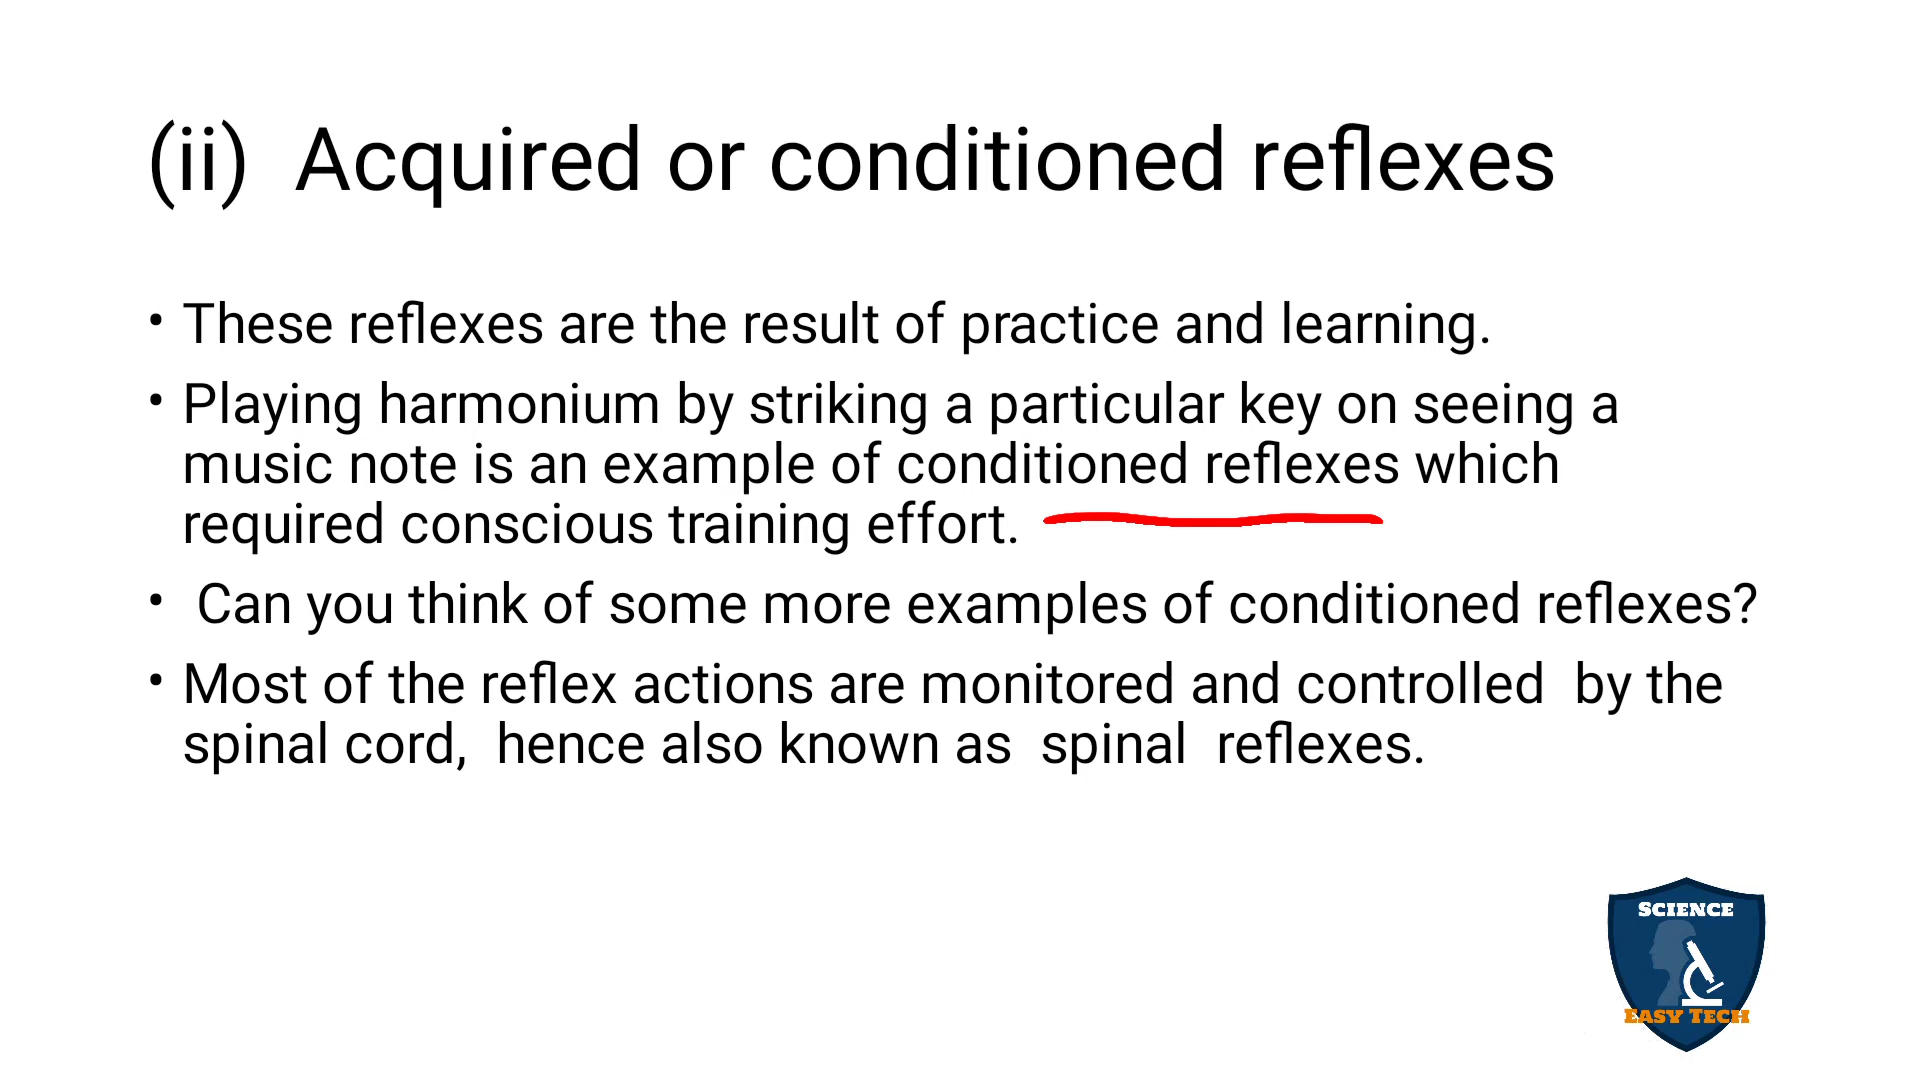 (ii) Acquired or conditioned reflexes
• These reflexes are the result of practice and learning.
• Playing harmonium by striking a particular key on seeing a
music note is an example of conditioned reflexes which
required conscious training effort.
• Can you think of some more examples of conditioned reflexes?
• Most of the reflex actions are monitored and controlled by the
spinal cord, hence also known as spinal reflexes.
SCIENCE
EASY TECH